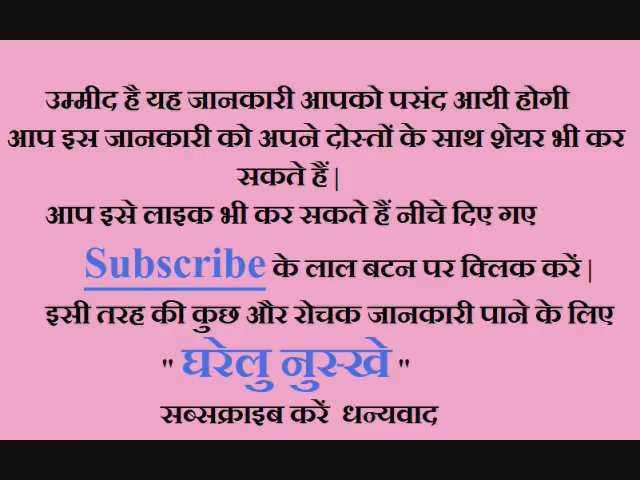 उम्मीद है यह जानकारी आपको पसंद आयी होगी
आप इस जानकारी को अपने दोस्तों के साथ शेयर भी कर
सकते हैं|
आप इसे लाइक भी कर सकते हैं नीचे दिए गए
Subscribe के लाल बटन पर क्लिक करें|
इसी तरह की कुछ और रोचक जानकारी पाने के लिए
" घरेलु नुस्खे "
सब्सक्राइब करें धन्यवाद